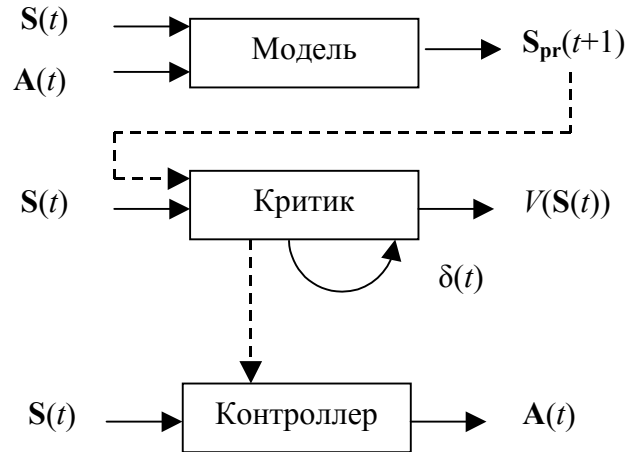 S(t)
A(t)
Модель
S_pr(t+1)
S(t)
Критик
V(S(t))
δ(t)
S(t)
Контроллер
A(t)